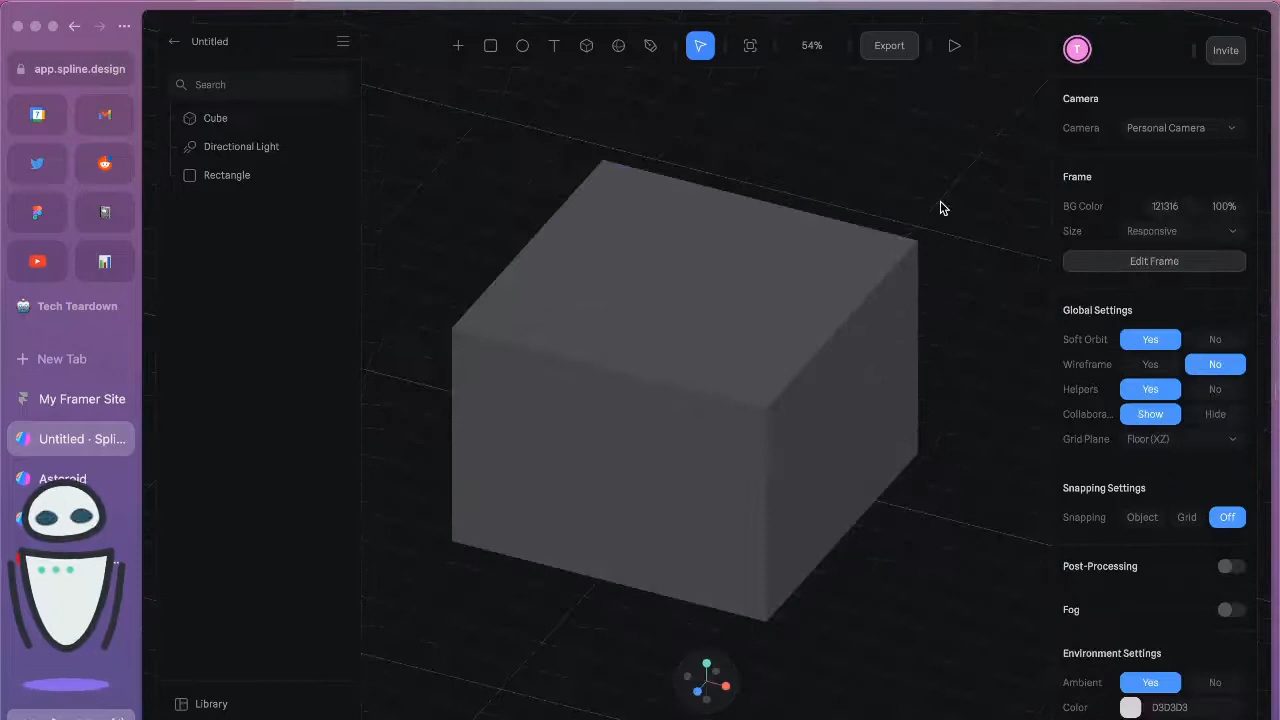 app.spline.design
7
Tech Teardown
New Tab
My Framer Site
Untitled · Spli...
Asteroid
Untitled
Search
Cube
Directional Light
Rectangle
Library
T
54%
Export
T
Invite
Camera
Camera Personal Camera
Frame
BG Color 121316 100%
Size Responsive
Edit Frame
Global Settings
Soft Orbit Yes No
Wireframe Yes No
Helpers Yes No
Collabora... Show Hide
Grid Plane Floor (XZ)
Snapping Settings
Snapping Object Grid Off
Post-Processing
Fog
Environment Settings
Ambient Yes No
Color D3D3D3